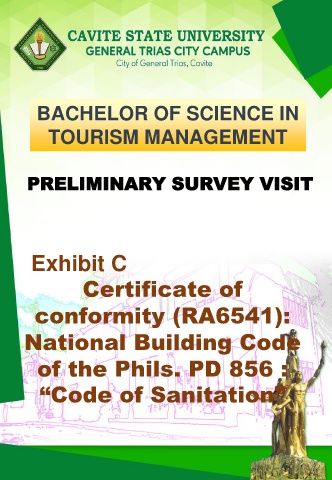 CAVITE STATE UNIVERSITY
GENERAL TRIAS CITY CAMPUS
City of General Trias, Cavite
BACHELOR OF SCIENCE IN
TOURISM MANAGEMENT
PRELIMINARY SURVEY VISIT
Exhibit C
Certificate of
conformity (RA6541):
National Building Code
of the Phils. PD 856 :
“Code of Sanitation”